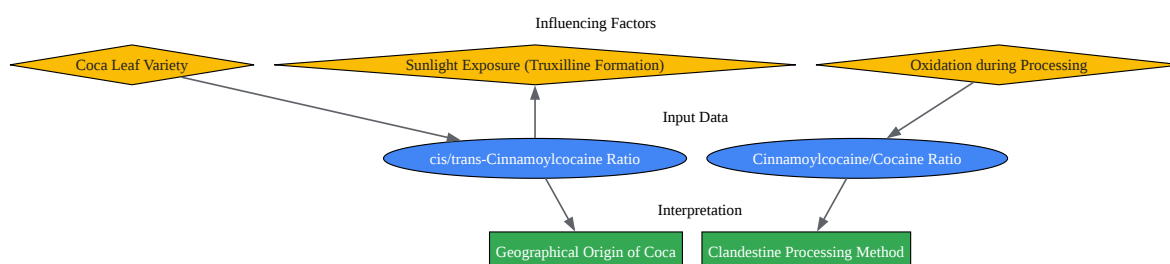 Influencing Factors
Coca Leaf Variety
Sunlight Exposure (Truxilline Formation)
Oxidation during Processing
Input Data
cis/trans-Cinnamoylcocaine Ratio
Cinnamoylcocaine/Cocaine Ratio
Interpretation
Geographical Origin of Coca
Clandestine Processing Method